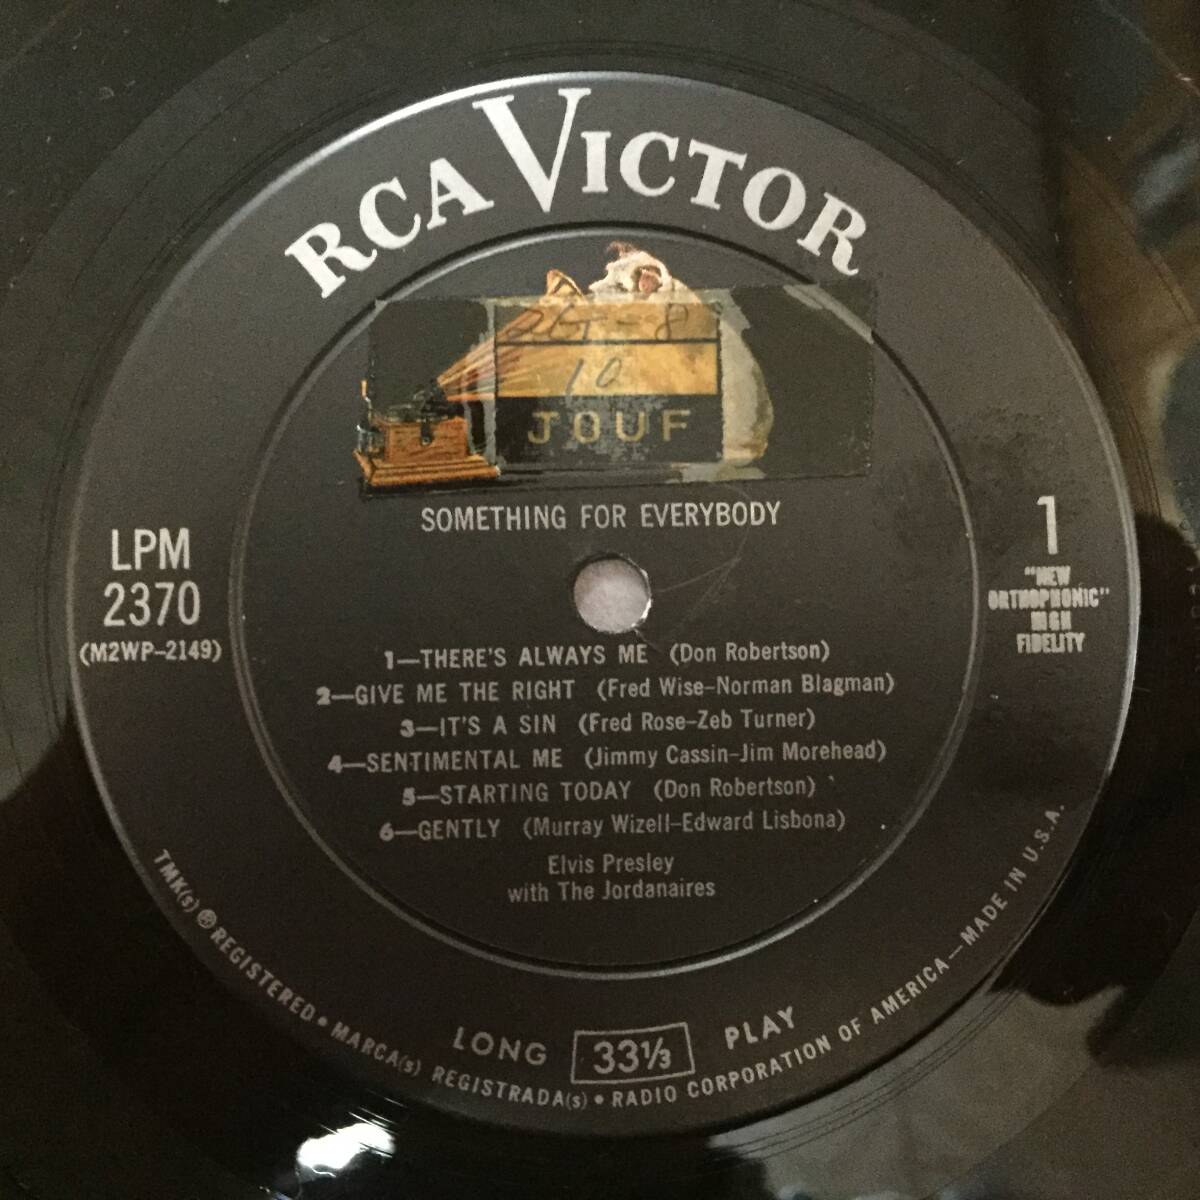 RCA VICTOR
10
JOUF
SOMETHING FOR EVERYBODY
LPM
2370
(M2WP-2149)
1
"NEW
ORTHOPHONIC"
HIGH
FIDELITY
1—THERE'S ALWAYS ME (Don Robertson)
2—GIVE ME THE RIGHT (Fred Wise-Norman Blagman)
3—IT'S A SIN (Fred Rose-Zeb Turner)
4—SENTIMENTAL ME (Jimmy Cassin-Jim Morehead)
5—STARTING TODAY (Don Robertson)
6—GENTLY (Murray Wizell-Edward Lisbona)
Elvis Presley
with The Jordanaires
LONG 33⅓ PLAY
TMK(s) ® REGISTERED • MARCA(s) REGISTRADA(s) • RADIO CORPORATION OF AMERICA—MADE IN U.S.A.